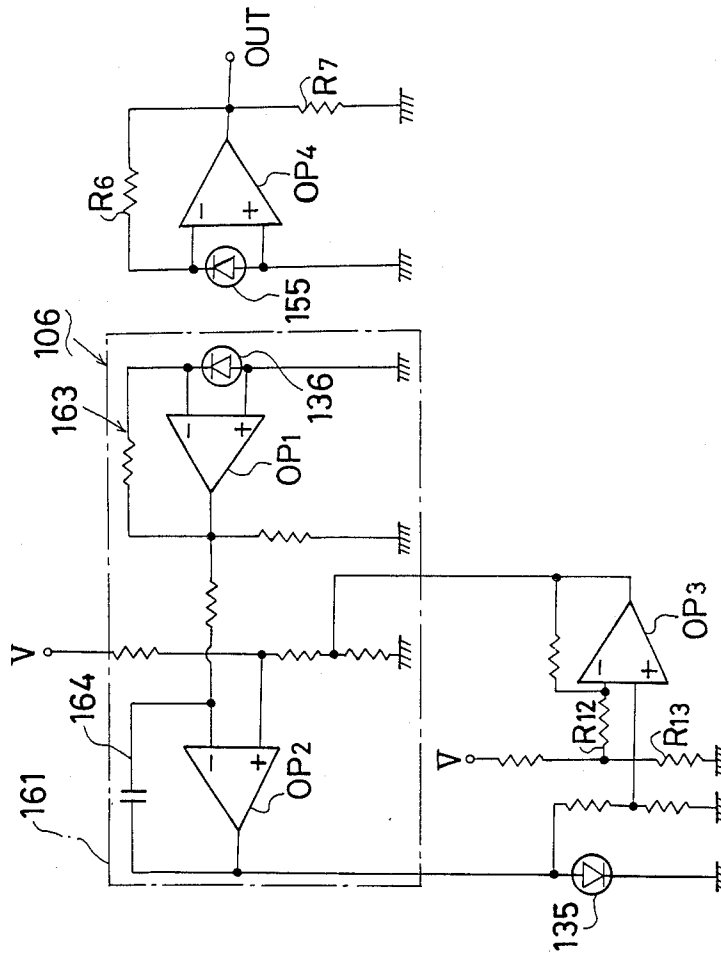 OUT
R6
R7
OP4
155
106
163
136
OP1
V
164
161
OP2
OP3
V
R12
R13
135
− +
− +
− +
− +